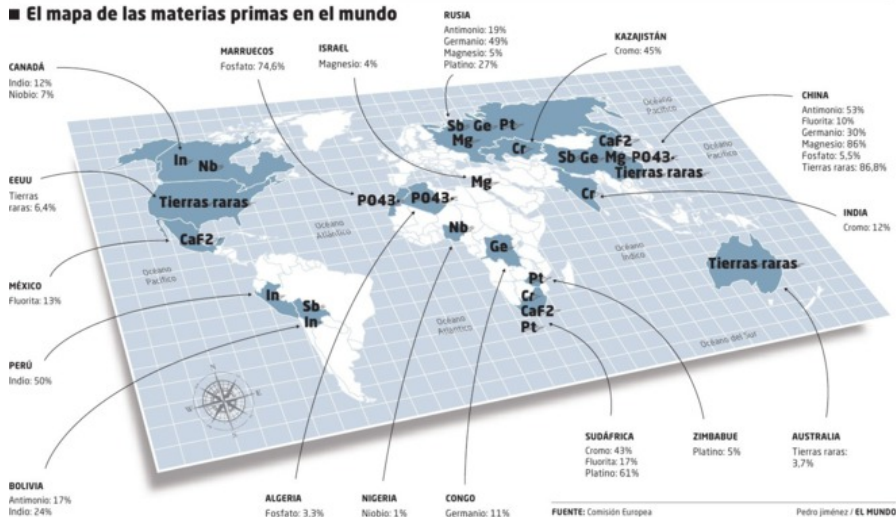 ■ El mapa de las materias primas en el mundo
CANADÁ
Indio: 12%
Niobio: 7%
MARRUECOS
Fosfato: 74,6%
ISRAEL
Magnesio: 4%
RUSIA
Antimonio: 19%
Germanio: 49%
Magnesio: 5%
Platino: 27%
KAZAJISTÁN
Cromo: 45%
CHINA
Antimonio: 53%
Fluorita: 10%
Germanio: 30%
Magnesio: 86%
Fosfato: 5,5%
Tierras raras: 86,8%
EEUU
Tierras
raras: 6,4%
INDIA
Cromo: 12%
MÉXICO
Fluorita: 13%
PERÚ
Indio: 50%
BOLIVIA
Antimonio: 17%
Indio: 24%
ALGERIA
Fosfato: 3,3%
NIGERIA
Niobio: 1%
CONGO
Germanio: 11%
SUDÁFRICA
Cromo: 43%
Fluorita: 17%
Platino: 61%
ZIMBABUE
Platino: 5%
AUSTRALIA
Tierras raras:
3,7%
Océano
Pacífico
Océano
Pacífico
Océano
Atlántico
Océano
Pacífico
Océano
Índico
Océano
Atlántico
Océano del Sur
In
Nb
Tierras raras
CaF2
In
Sb
In
PO43-
PO43-
Sb Ge Pt
Mg
Cr
Mg
CaF2
Sb Ge Mg PO43-
Tierras raras
Cr
Nb
Ge
Pt
Cr
CaF2
Pt
Tierras raras
N
W
E
S
FUENTE: Comisión Europea
Pedro Jiménez / EL MUNDO